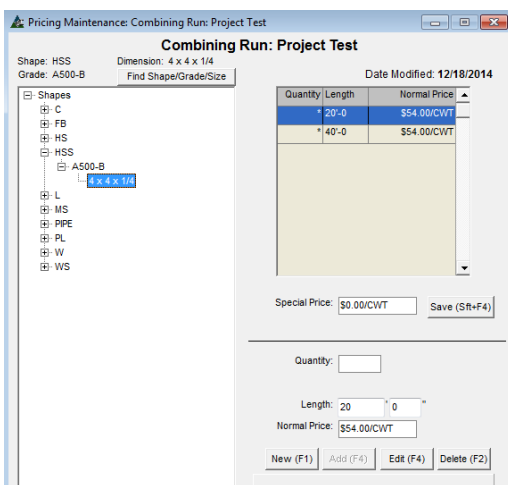 Pricing Maintenance: Combining Run: Project Test
Combining Run: Project Test
Shape: HSS Dimension: 4 x 4 x 1/4
Grade: A500-B Find Shape/Grade/Size Date Modified: 12/18/2014
Shapes
C
FB
HS
HSS
A500-B
4 x 4 x 1/4
L
MS
PIPE
PL
W
WS
Quantity Length Normal Price
* 20'-0 $54.00/CWT
* 40'-0 $54.00/CWT
Special Price: $0.00/CWT Save (Sft+F4)
Quantity:
Length: 20 ' 0 "
Normal Price: $54.00/CWT
New (F1) Add (F4) Edit (F4) Delete (F2)